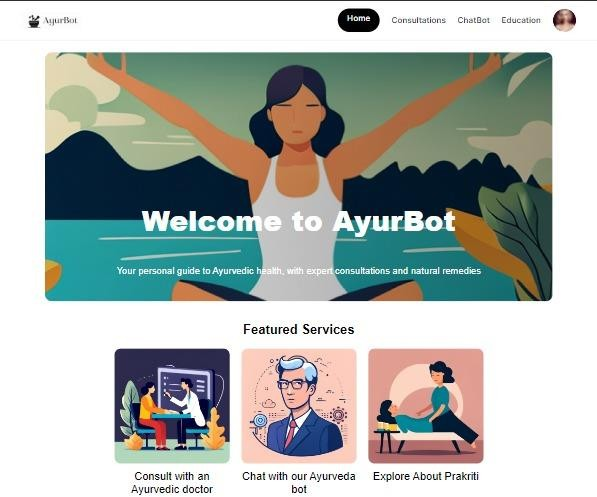 AyurBot
Home
Consultations
ChatBot
Education
Welcome to AyurBot
Your personal guide to Ayurvedic health, with expert consultations and natural remedies
Featured Services
Consult with an
Ayurvedic doctor
Chat with our Ayurveda
bot
Explore About Prakriti